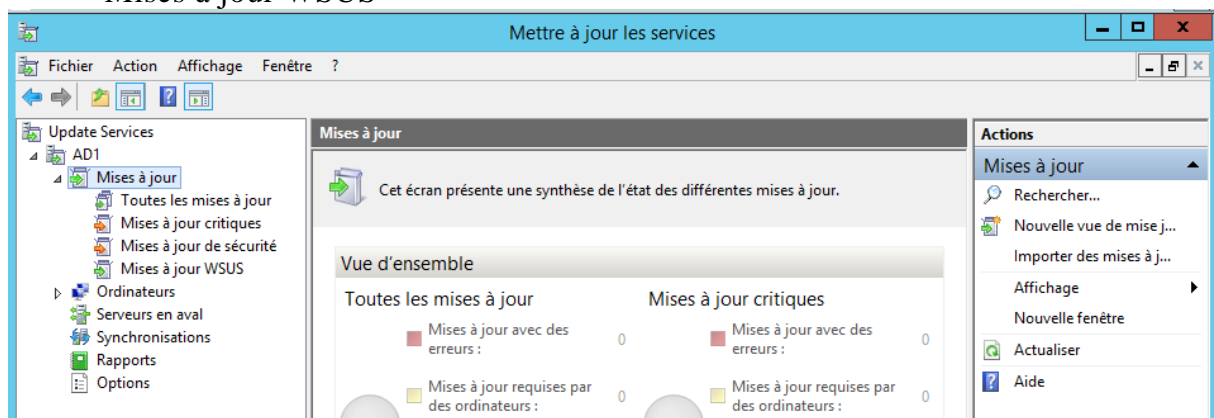 Mises à jour WSUS
Mettre à jour les services
Fichier Action Affichage Fenêtre ?
Update Services
AD1
Mises à jour
Toutes les mises à jour
Mises à jour critiques
Mises à jour de sécurité
Mises à jour WSUS
Ordinateurs
Serveurs en aval
Synchronisations
Rapports
Options
Mises à jour
Cet écran présente une synthèse de l'état des différentes mises à jour.
Vue d'ensemble
Toutes les mises à jour
Mises à jour avec des
erreurs :
0
Mises à jour requises par
des ordinateurs :
0
Mises à jour critiques
Mises à jour avec des
erreurs :
0
Mises à jour requises par
des ordinateurs :
0
Actions
Mises à jour
Rechercher...
Nouvelle vue de mise j...
Importer des mises à j...
Affichage
Nouvelle fenêtre
Actualiser
Aide